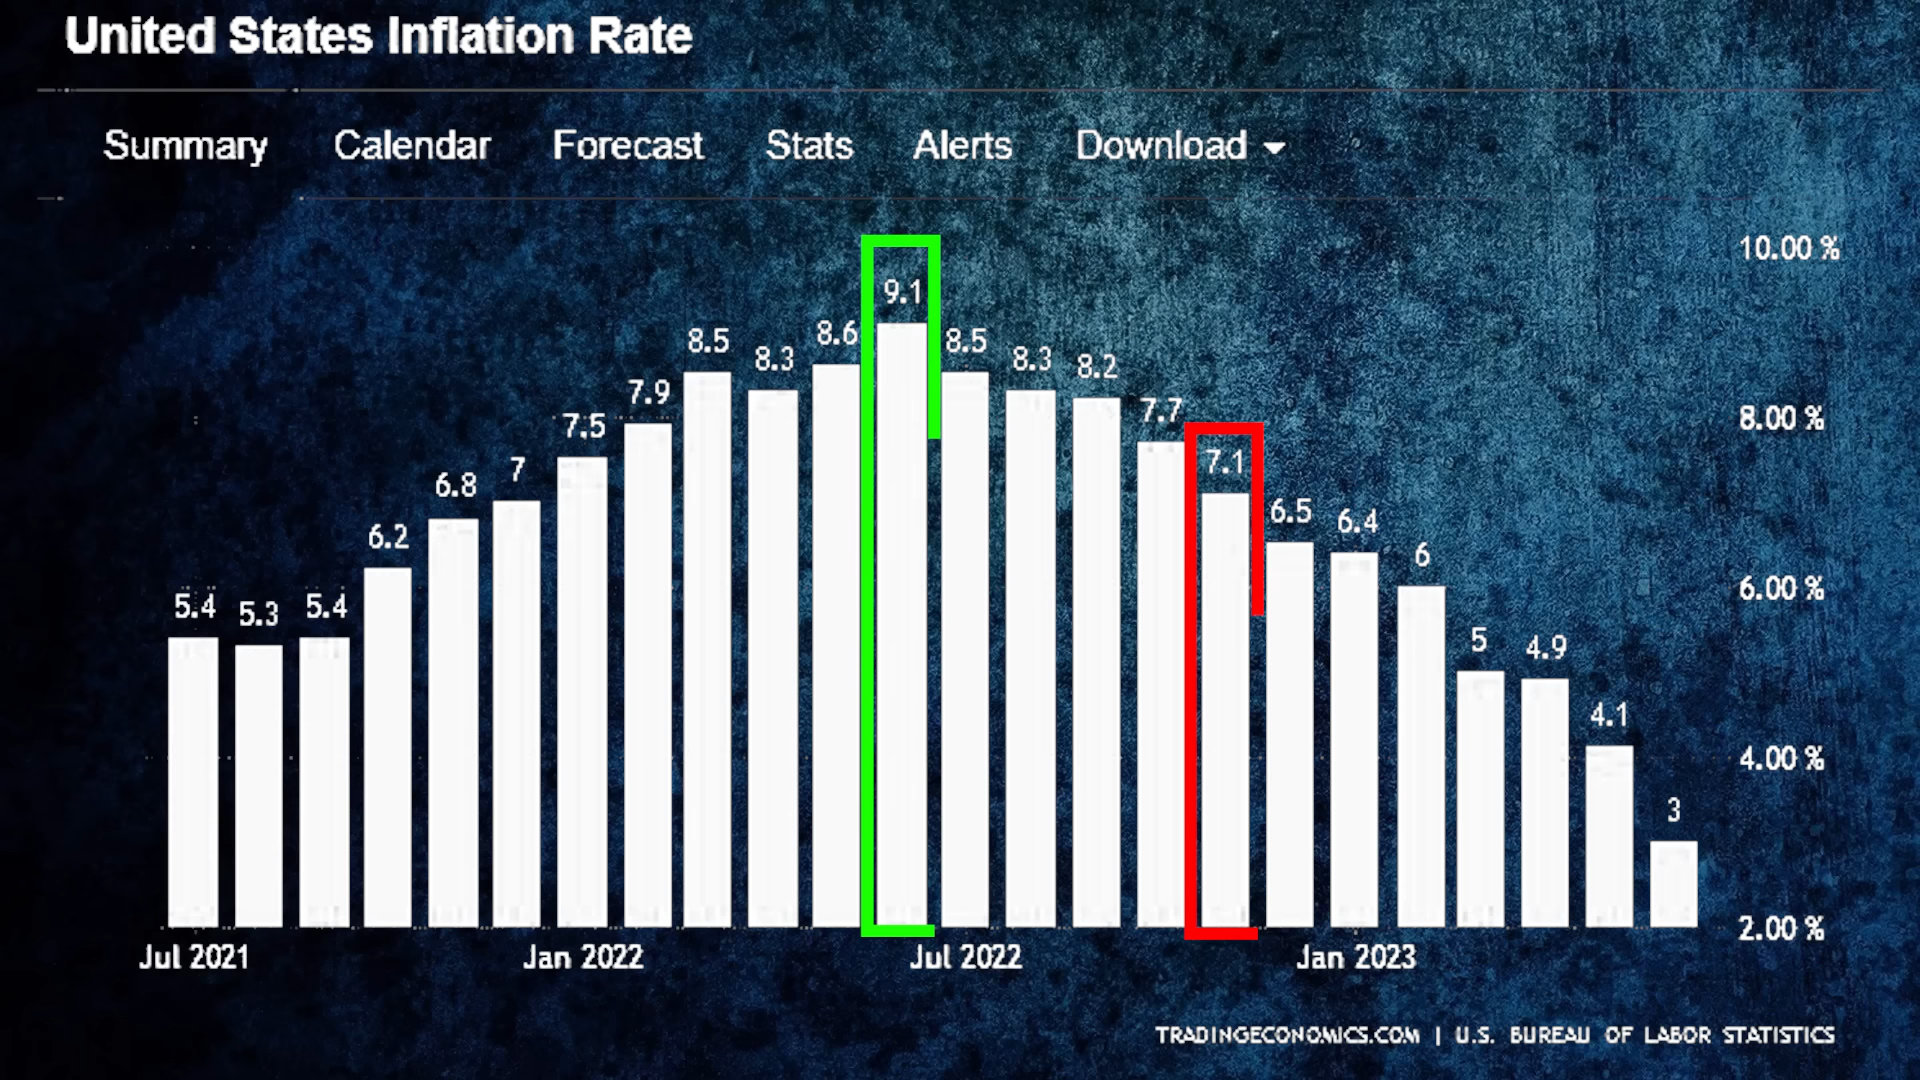 United States Inflation Rate
Summary Calendar Forecast Stats Alerts Download
10.00 %
8.00 %
6.00 %
4.00 %
2.00 %
5.4 5.3 5.4 6.2 6.8 7 7.5 7.9 8.5 8.3 8.6 9.1 8.5 8.3 8.2 7.7 7.1 6.5 6.4 6 5 4.9 4.1 3
Jul 2021 Jan 2022 Jul 2022 Jan 2023
TRADINGECONOMICS.COM | U.S. BUREAU OF LABOR STATISTICS